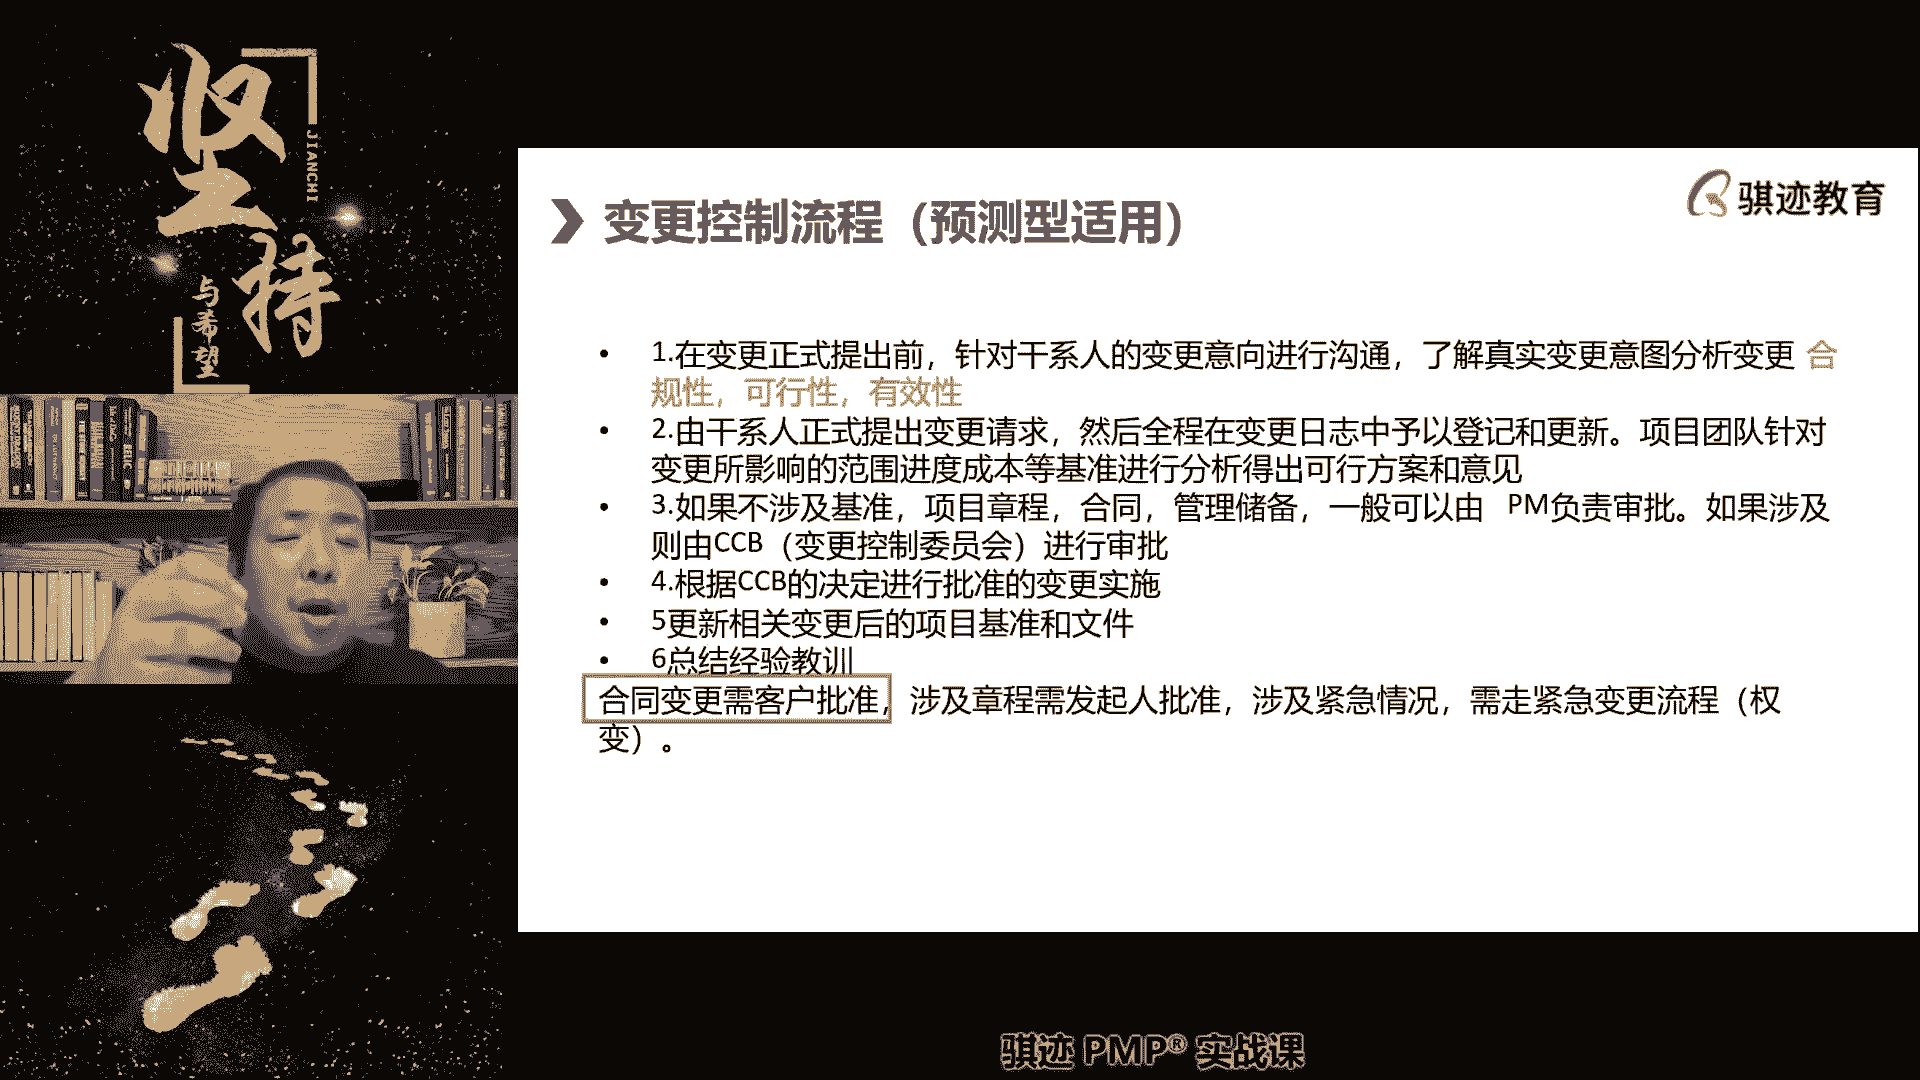 坚持
JIANCHI
与希望
骐迹教育
变更控制流程（预测型适用）
• 1.在变更正式提出前，针对干系人的变更意向进行沟通，了解真实变更意图分析变更 合
规性，可行性，有效性
• 2.由干系人正式提出变更请求，然后全程在变更日志中予以登记和更新。项目团队针对
变更所影响的范围进度成本等基准进行分析得出可行方案和意见
• 3.如果不涉及基准，项目章程，合同，管理储备，一般可以由 PM负责审批。如果涉及
则由CCB（变更控制委员会）进行审批
• 4.根据CCB的决定进行批准的变更实施
• 5更新相关变更后的项目基准和文件
• 6总结经验教训
合同变更需客户批准，涉及章程需发起人批准，涉及紧急情况，需走紧急变更流程（权
变）。
骐迹 PMP® 实战课